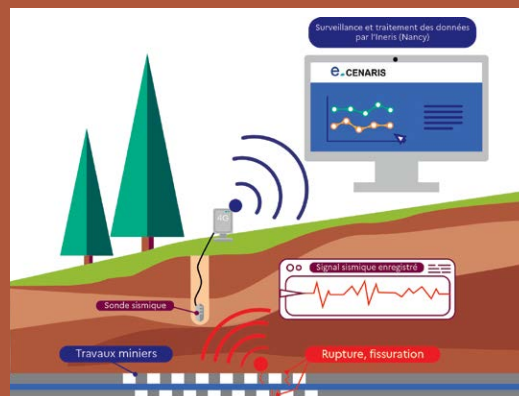 Surveillance et traitement des données
par l'Ineris (Nancy)
e.CENARIS
4G
Signal sismique enregistré
Sonde sismique
Travaux miniers
Rupture, fissuration